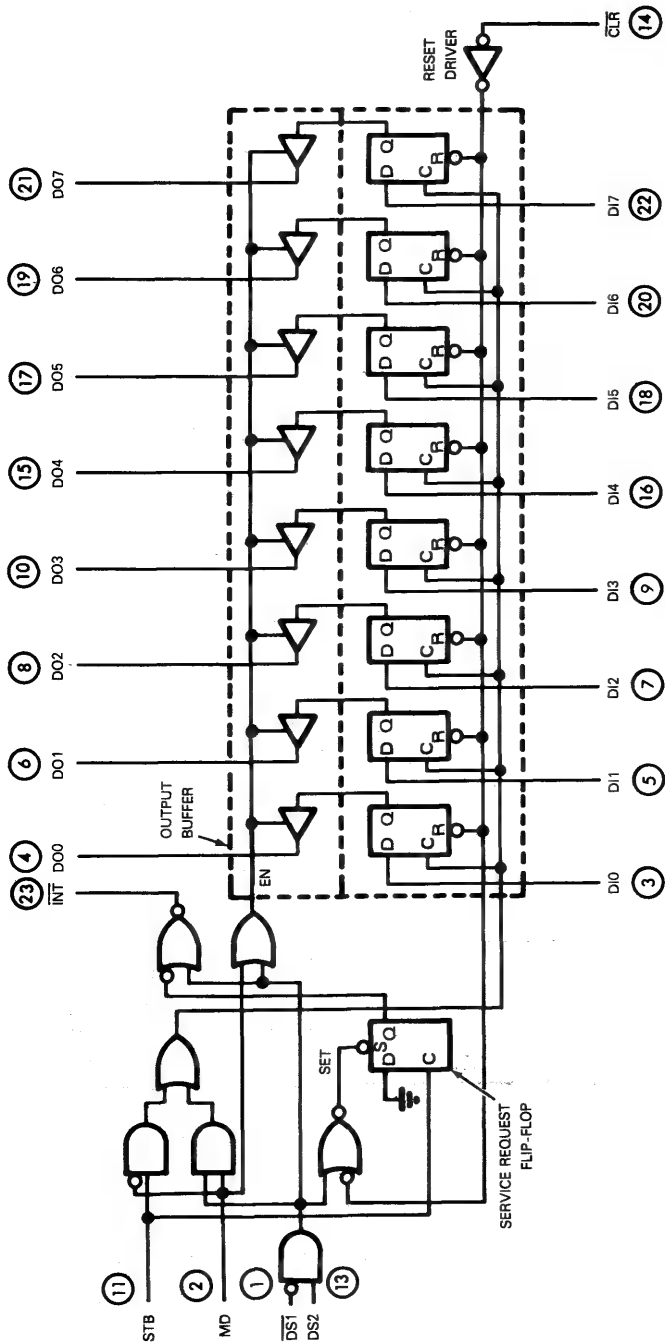 23
INT
4
DO0
6
DO1
8
DO2
10
DO3
15
DO4
17
DO5
19
DO6
21
DO7
OUTPUT
BUFFER
EN
11
STB
2
MD
1
DS1
DS2
13
SET
S
D Q
C
SERVICE REQUEST
FLIP-FLOP
D Q
C R
D Q
C R
D Q
C R
D Q
C R
D Q
C R
D Q
C R
D Q
C R
D Q
C R
RESET
DRIVER
CLR
14
DI0
3
DI1
5
DI2
7
DI3
9
DI4
16
DI5
18
DI6
20
DI7
22